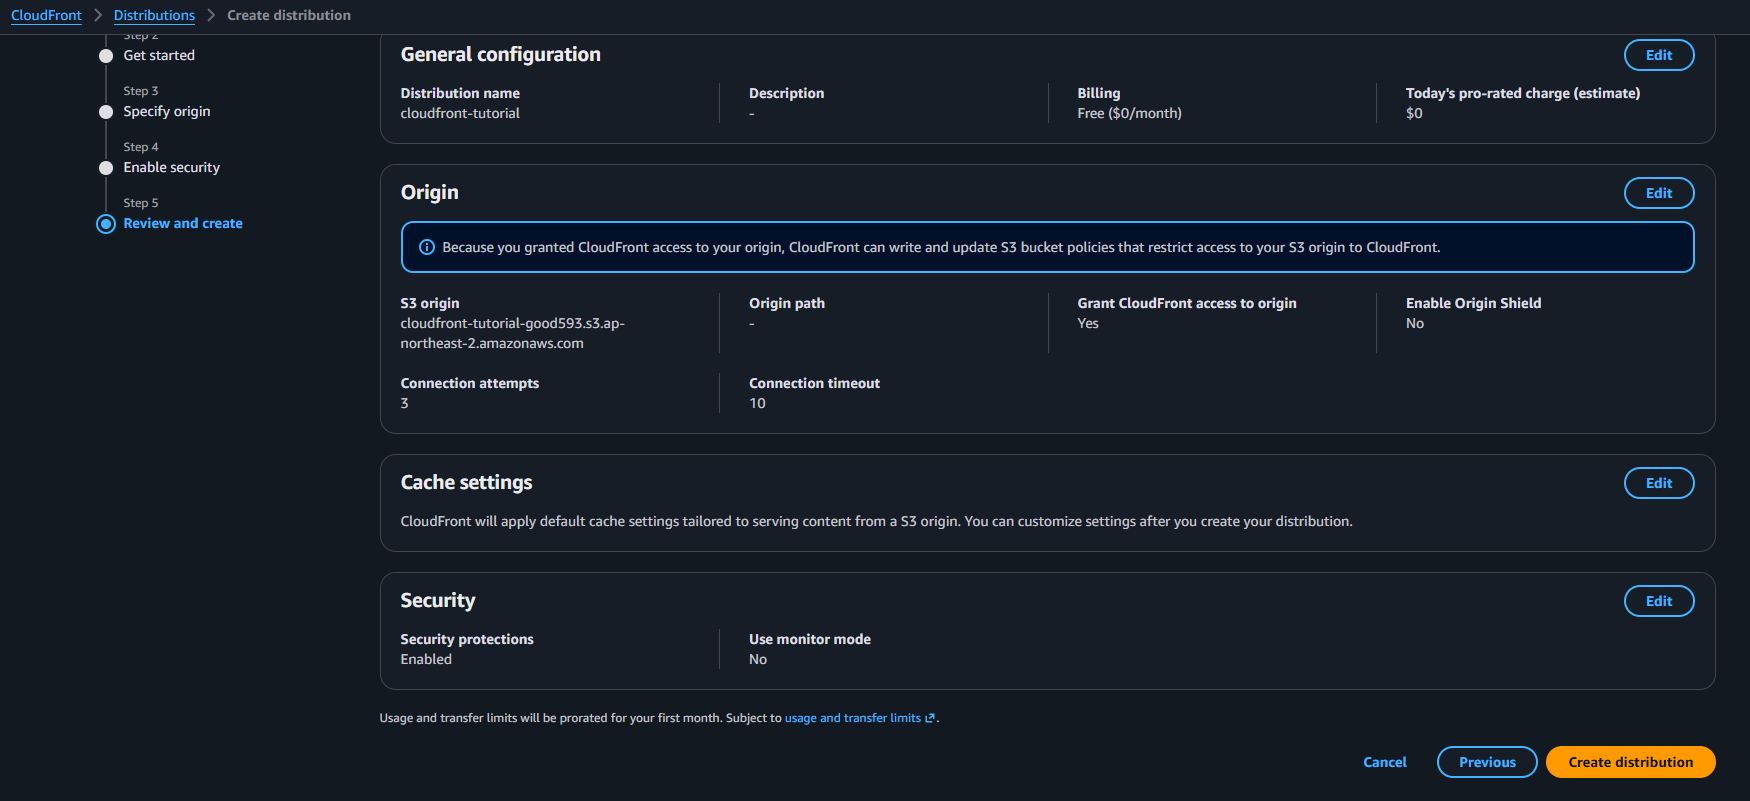 CloudFront > Distributions > Create distribution
Step 2
Get started
Step 3
Specify origin
Step 4
Enable security
Step 5
Review and create
General configuration
Edit
Distribution name
cloudfront-tutorial
Description
-
Billing
Free ($0/month)
Today's pro-rated charge (estimate)
$0
Origin
Edit
Because you granted CloudFront access to your origin, CloudFront can write and update S3 bucket policies that restrict access to your S3 origin to CloudFront.
S3 origin
cloudfront-tutorial-good593.s3.ap-
northeast-2.amazonaws.com
Origin path
-
Grant CloudFront access to origin
Yes
Enable Origin Shield
No
Connection attempts
3
Connection timeout
10
Cache settings
Edit
CloudFront will apply default cache settings tailored to serving content from a S3 origin. You can customize settings after you create your distribution.
Security
Edit
Security protections
Enabled
Use monitor mode
No
Usage and transfer limits will be prorated for your first month. Subject to usage and transfer limits.
Cancel
Previous
Create distribution